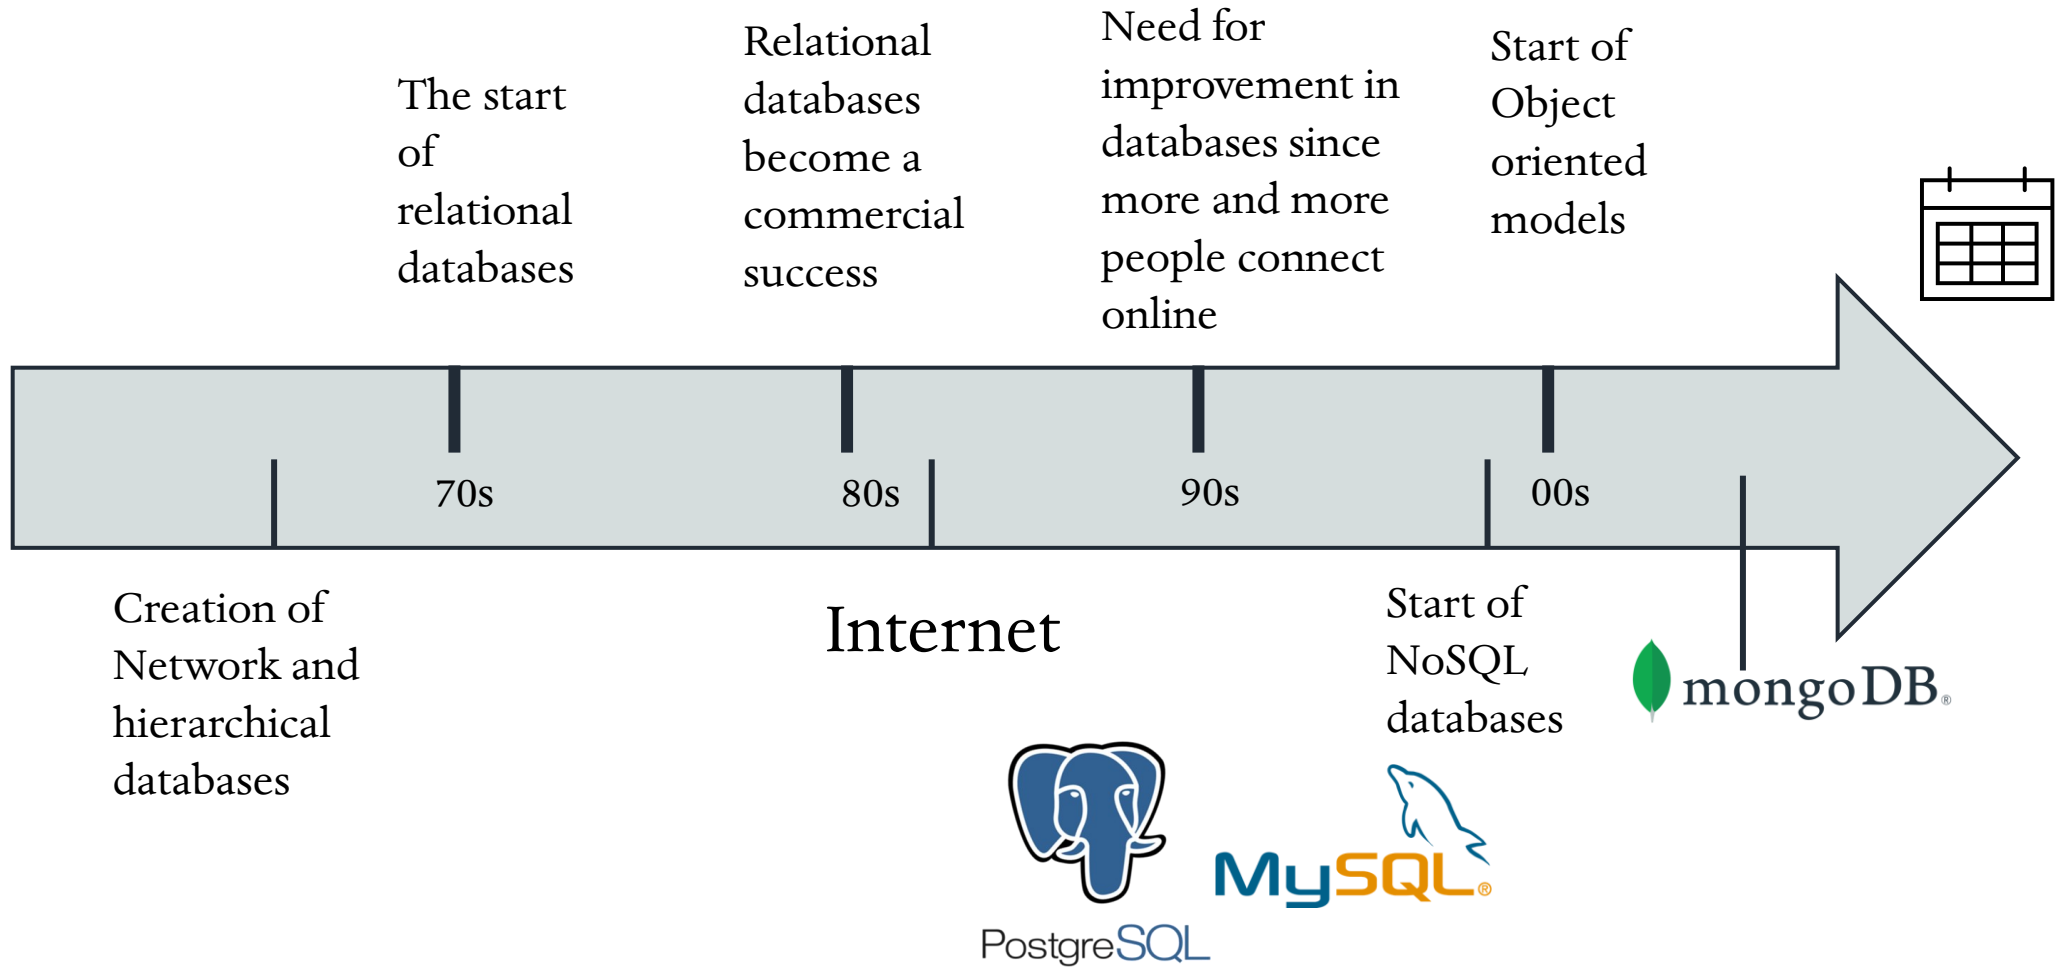 The start
of
relational
databases
Relational
databases
become a
commercial
success
Need for
improvement in
databases since
more and more
people connect
online
Start of
Object
oriented
models
70s
80s
90s
00s
Creation of
Network and
hierarchical
databases
Internet
Start of
NoSQL
databases
mongoDB®
PostgreSQL
MySQL®